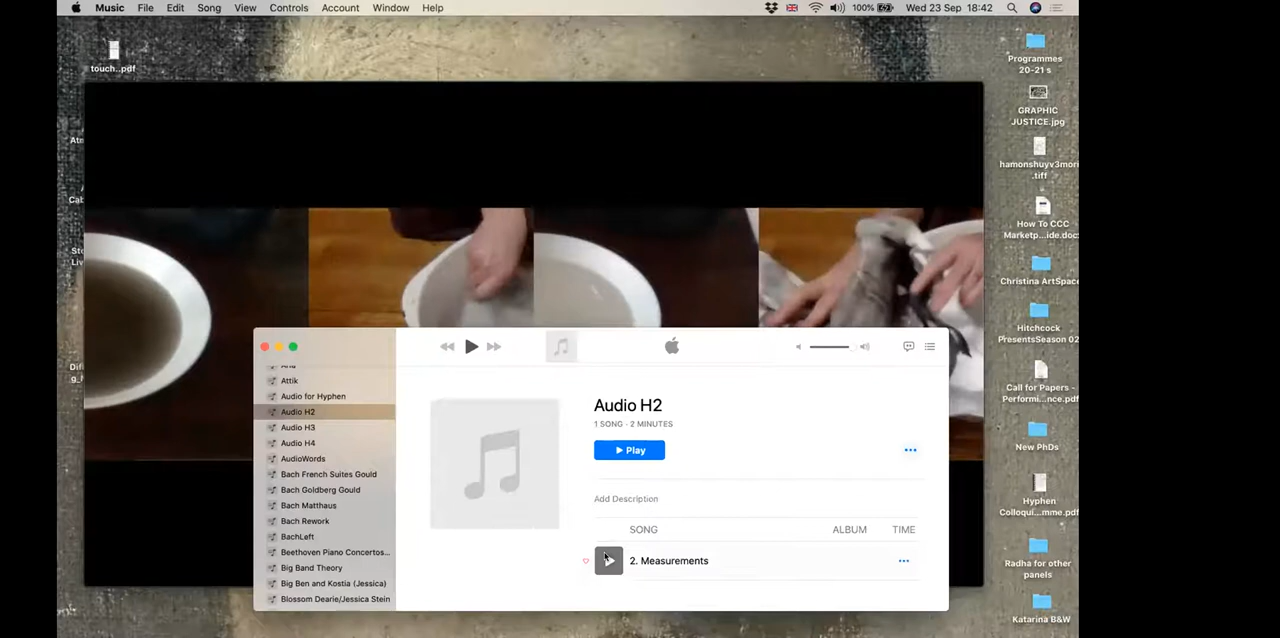 Music File Edit Song View Controls Account Window Help
100% Wed 23 Sep 18:42
touch..pdf
Programmes
20-21 s
GRAPHIC
JUSTICE.jpg
hamonshuyv3mori
.tiff
How To CCC
Marketp...ide.doc
Christina ArtSpace
Hitchcock
PresentsSeason 02
Call for Papers -
Performi...nce.pdf
New PhDs
Hyphen
Colloqui...mme.pdf
Radha for other
panels
Katarina B&W
Attik
Audio for Hyphen
Audio H2
Audio H3
Audio H4
AudioWords
Bach French Suites Gould
Bach Goldberg Gould
Bach Matthaus
Bach Rework
BachLeft
Beethoven Piano Concertos...
Big Band Theory
Big Ben and Kostia (Jessica)
Blossom Dearie/Jessica Stein
Audio H2
1 SONG · 2 MINUTES
Play
Add Description
SONG ALBUM TIME
2. Measurements